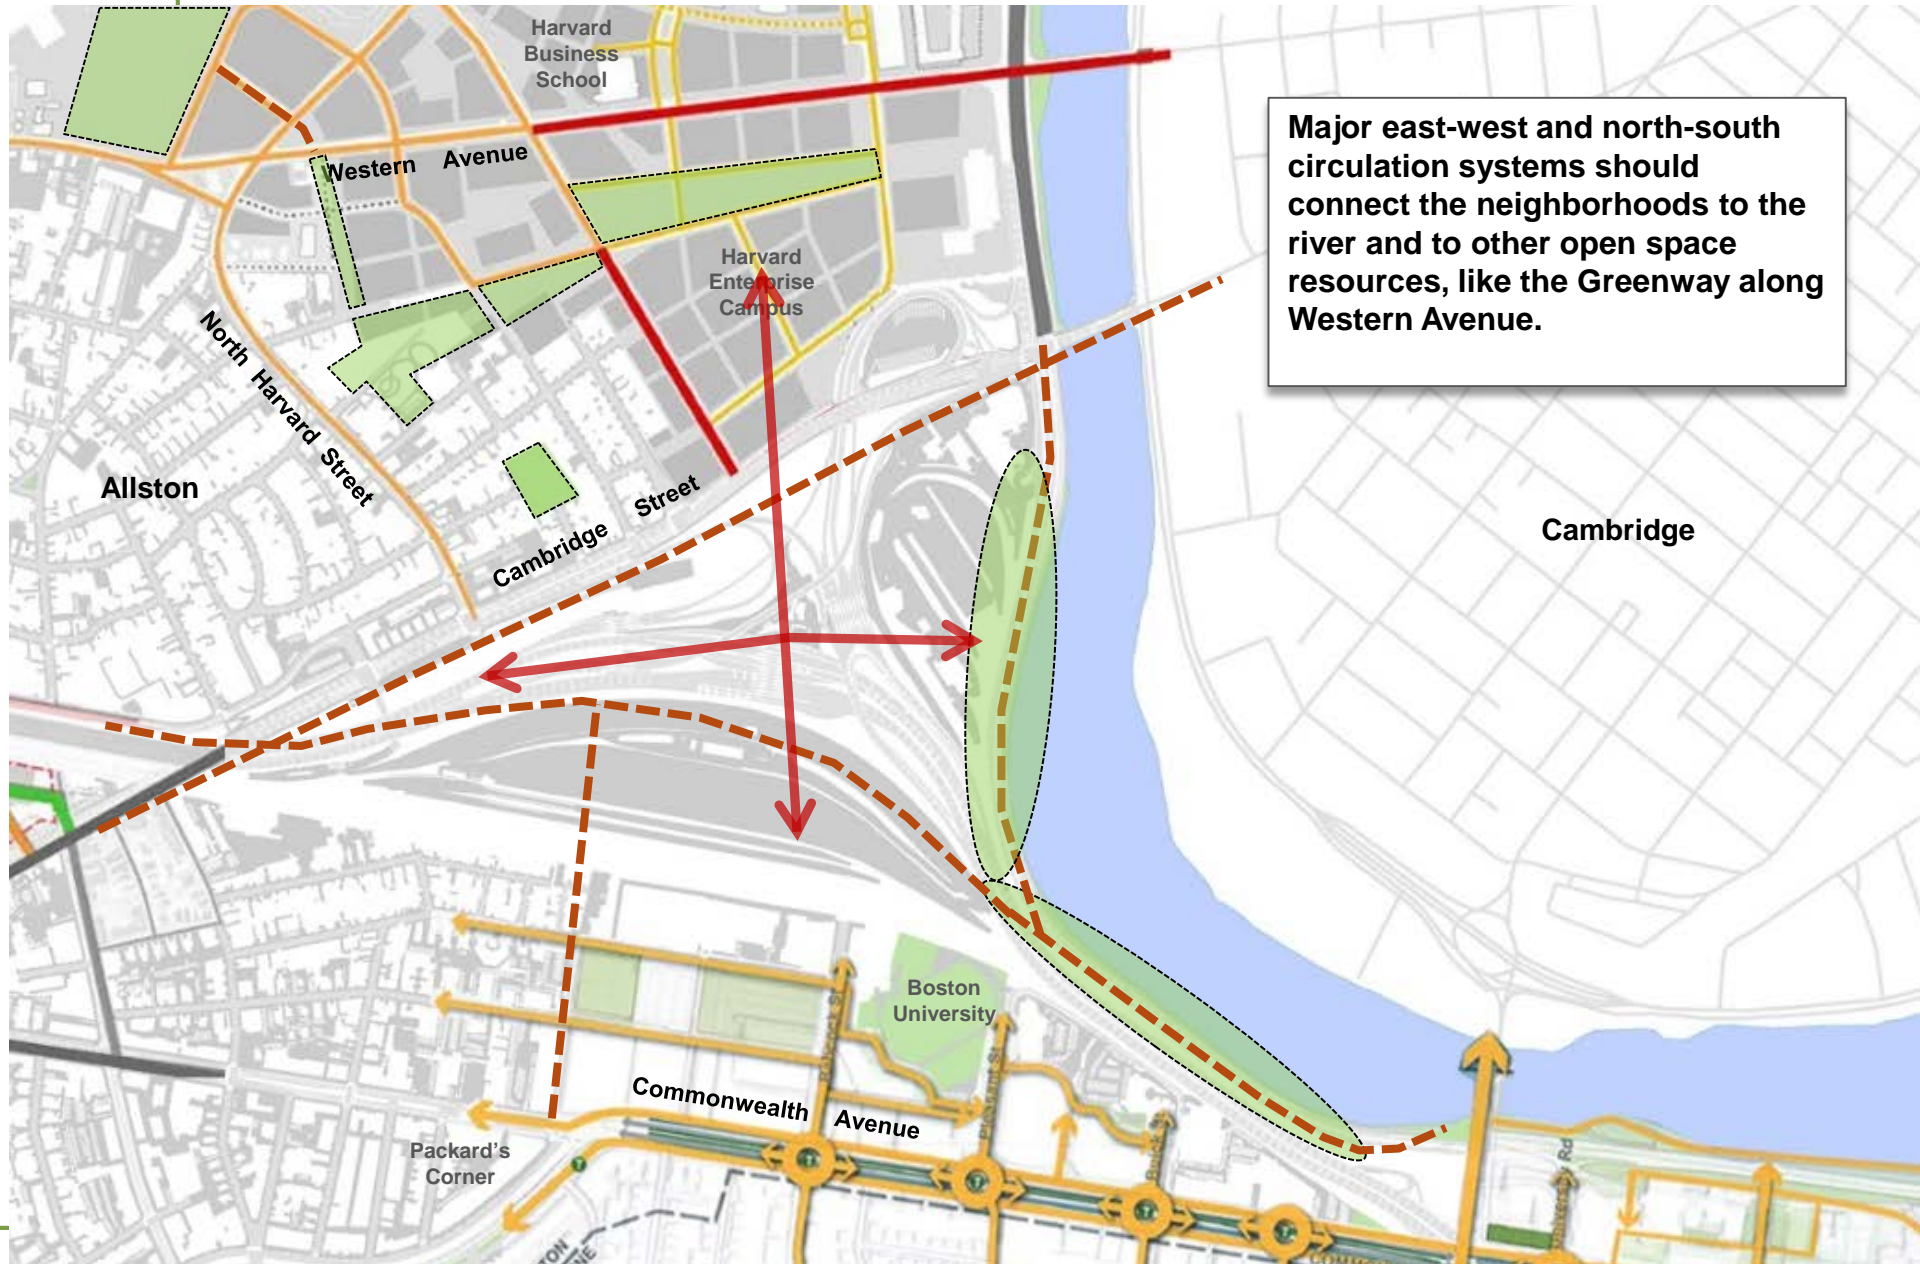 Harvard
Business
School
Western Avenue
Major east-west and north-south
circulation systems should
connect the neighborhoods to the
river and to other open space
resources, like the Greenway along
Western Avenue.
Harvard
Enterprise
Campus
North Harvard Street
Allston
Cambridge Street
Cambridge
Boston
University
Commonwealth Avenue
Packard's
Corner